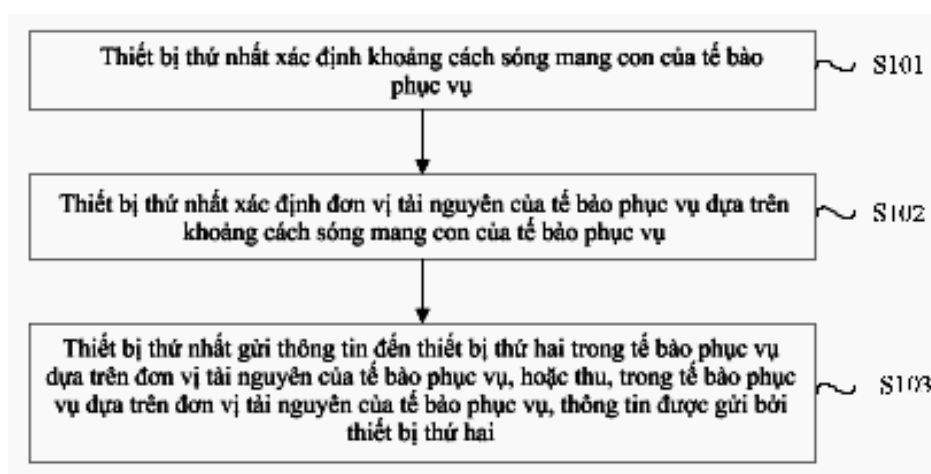 Thiết bị thứ nhất xác định khoảng cách sóng mang con của tế bào
phục vụ
S101
Thiết bị thứ nhất xác định đơn vị tài nguyên của tế bào phục vụ dựa trên
khoảng cách sóng mang con của tế bào phục vụ
S102
Thiết bị thứ nhất gửi thông tin đến thiết bị thứ hai trong tế bào phục vụ
dựa trên đơn vị tài nguyên của tế bào phục vụ, hoặc thu, trong tế bào phục
vụ dựa trên đơn vị tài nguyên của tế bào phục vụ, thông tin được gửi bởi
thiết bị thứ hai
S103